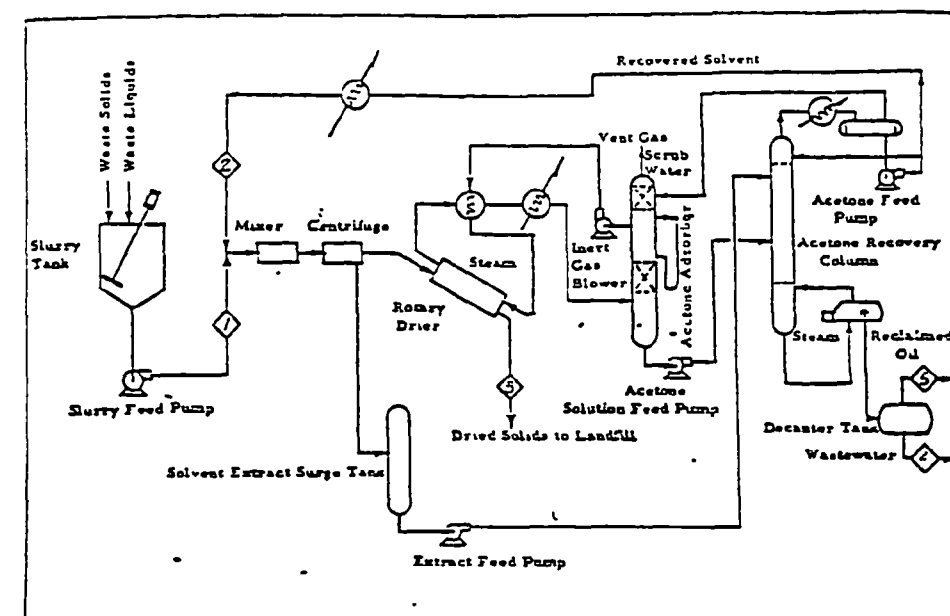 Recovered Solvent
Waste Solids
Waste Liquids
Vent Gas
Scrub
Water
2
Acetone Feed
Pump
Mixer
Centrifuge
Slurry
Tank
Steam
Inert
Gas
Blower
Acetone Adsorber
Acetone Recovery
Column
Rotary
Drier
1
Steam
Reclaimed
Oil
Slurry Feed Pump
3
Acetone
Solution Feed Pump
5
Dried Solids to Landfill
Decanter Tank
Wastewater
4
Solvent Extract Surge Tank
Extract Feed Pump